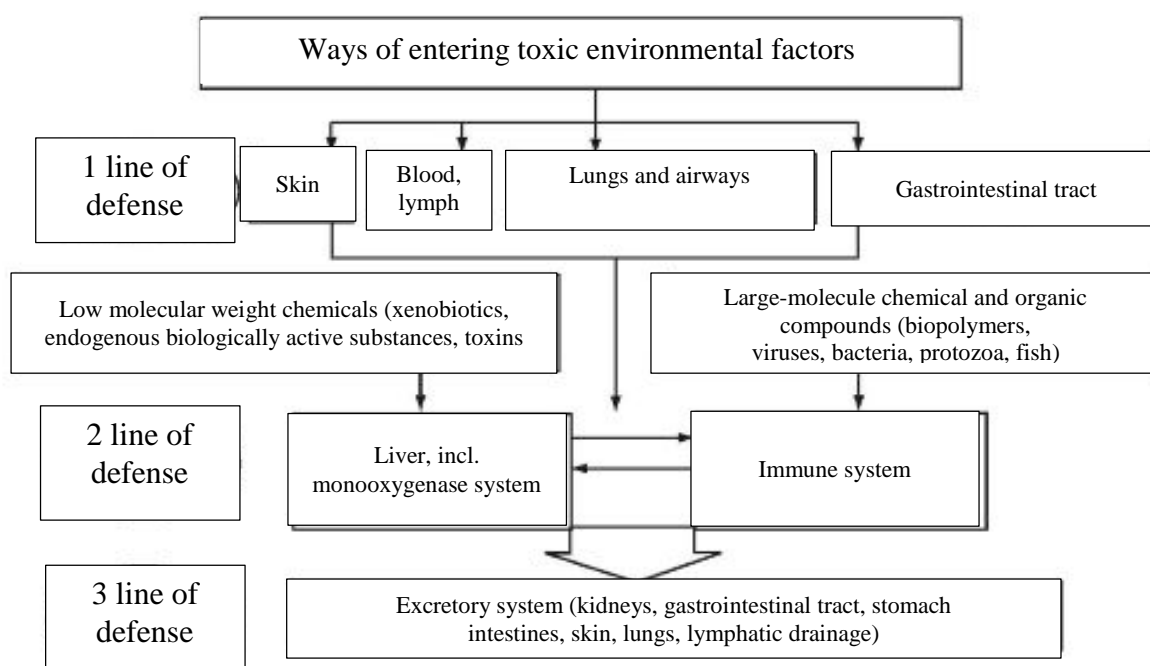 Ways of entering toxic environmental factors
1 line of
defense
Skin
Blood,
lymph
Lungs and airways
Gastrointestinal tract
Low molecular weight chemicals (xenobiotics,
endogenous biologically active substances, toxins
Large-molecule chemical and organic
compounds (biopolymers,
viruses, bacteria, protozoa, fish)
2 line of
defense
Liver, incl.
monooxygenase system
Immune system
3 line of
defense
Excretory system (kidneys, gastrointestinal tract, stomach
intestines, skin, lungs, lymphatic drainage)